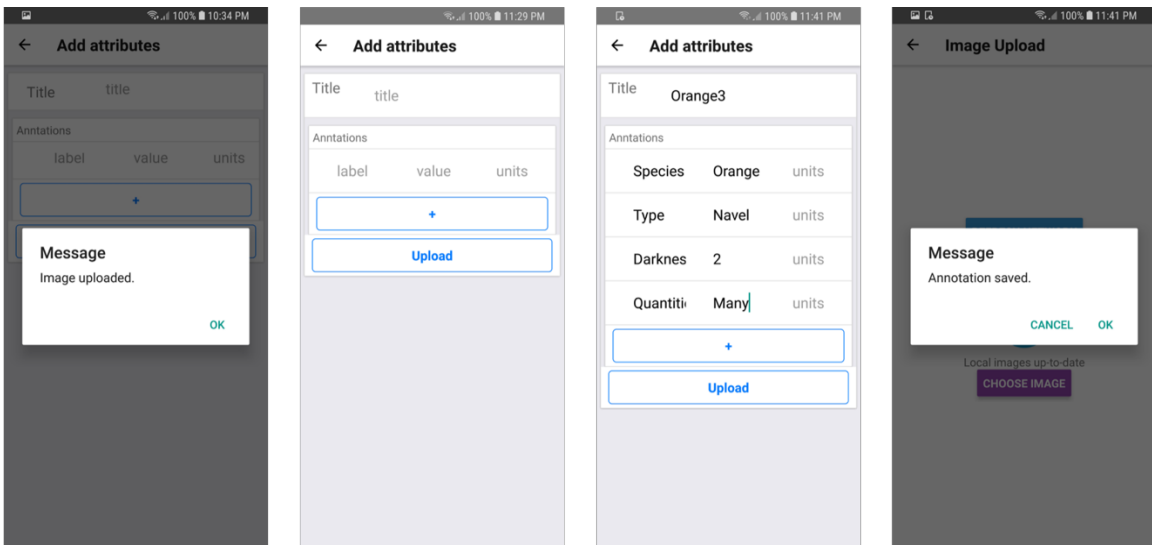 100% 10:34 PM
Add attributes
Title title
Anntations
label value units
+
Message
Image uploaded.
OK
100% 11:29 PM
Add attributes
Title title
Anntations
label value units
+
Upload
100% 11:41 PM
Add attributes
Title Orange3
Anntations
Species Orange units
Type Navel units
Darknes 2 units
Quantiti Many units
+
Upload
100% 11:41 PM
Image Upload
Message
Annotation saved.
CANCEL OK
Local images up-to-date
CHOOSE IMAGE